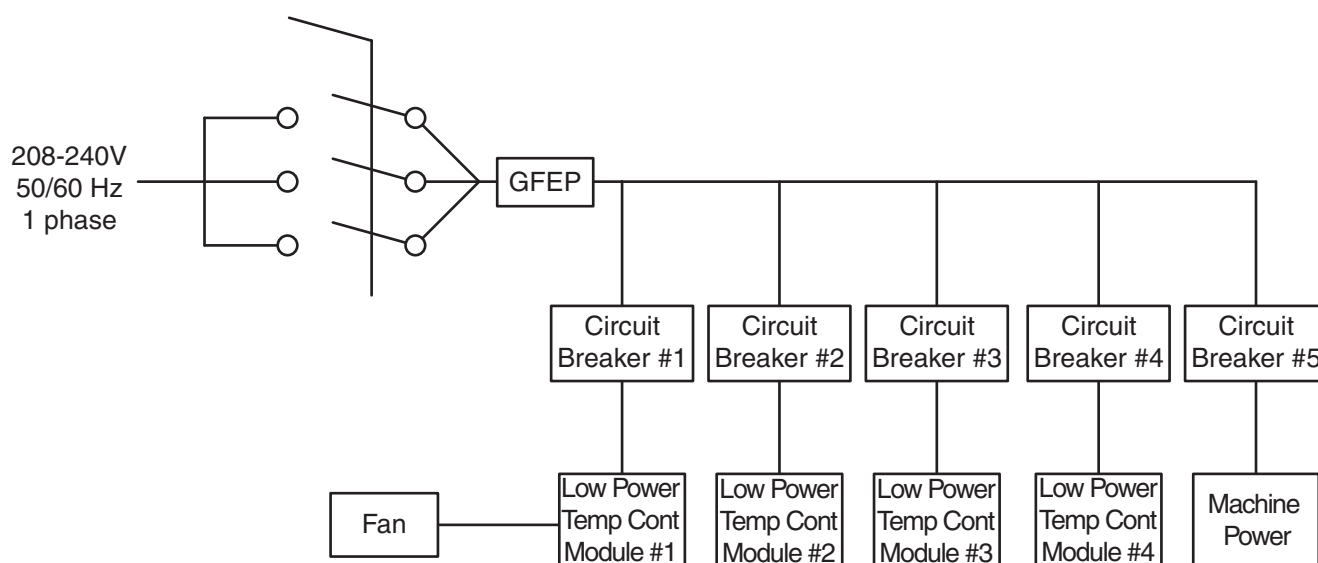 208-240V
50/60 Hz
1 phase
GFEP
Circuit
Breaker #1
Circuit
Breaker #2
Circuit
Breaker #3
Circuit
Breaker #4
Circuit
Breaker #5
Fan
Low Power
Temp Cont
Module #1
Low Power
Temp Cont
Module #2
Low Power
Temp Cont
Module #3
Low Power
Temp Cont
Module #4
Machine
Power